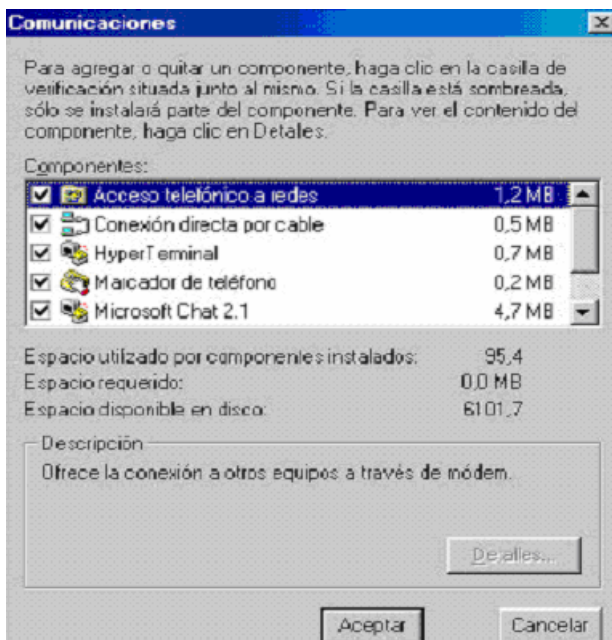 Comunicaciones
Para agregar o quitar un componente, haga clic en la casilla de
verificación situada junto al mismo. Si la casilla está sombreada,
sólo se instalará parte del componente. Para ver el contenido del
componente, haga clic en Detalles.
Componentes:
Acceso telefónico a redes 1,2 MB
Conexión directa por cable 0,5 MB
HyperTerminal 0,7 MB
Marcador de teléfono 0,2 MB
Microsoft Chat 2.1 4,7 MB
Espacio utilizado por componentes instalados: 95,4
Espacio requerido: 0,0 MB
Espacio disponible en disco: 6101,7
Descripción
Ofrece la conexión a otros equipos a través de módem.
Detalles...
Aceptar Cancelar